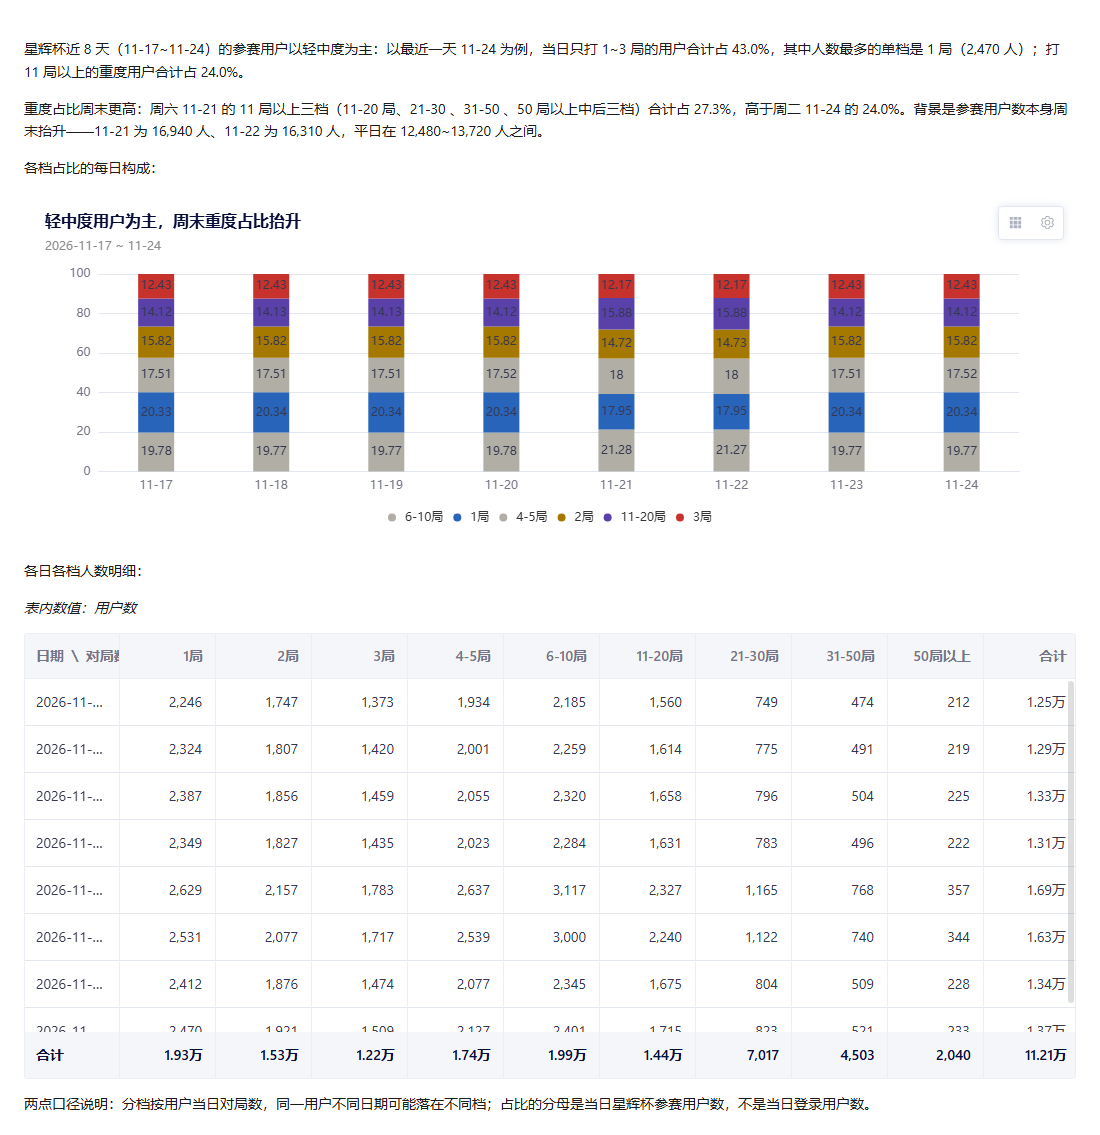 星辉杯近 8 天（11-17~11-24）的参赛用户以轻中度为主：以最近一天 11-24 为例，当日只打 1~3 局的用户合计占 43.0%，其中人数最多的单档是 1 局（2,470 人）；打
11 局以上的重度用户合计占 24.0%。
重度占比周末更高：周六 11-21 的 11 局以上三档（11-20 局、21-30 、31-50 、50 局以上中后三档）合计占 27.3%，高于周二 11-24 的 24.0%。背景是参赛用户数本身周
末抬升——11-21 为 16,940 人、11-22 为 16,310 人，平日在 12,480~13,720 人之间。
各档占比的每日构成：
轻中度用户为主，周末重度占比抬升
2026-11-17 ~ 11-24
100 12.43 12.43 12.43 12.43 12.17 12.17 12.43 12.43
80 14.12 14.13 14.13 14.12 15.88 15.88 14.12 14.12
15.82 15.82 15.82 15.82 14.72 14.73 15.82 15.82
60
17.51 17.51 17.51 17.52 18 18 17.51 17.52
40
20.33 20.34 20.34 20.34 17.95 17.95 20.34 20.34
20
19.78 19.77 19.77 19.78 21.28 21.27 19.77 19.77
0
11-17 11-18 11-19 11-20 11-21 11-22 11-23 11-24
6-10局 1局 4-5局 2局 11-20局 3局
各日各档人数明细：
表内数值：用户数
日期 \ 对局 1局 2局 3局 4-5局 6-10局 11-20局 21-30局 31-50局 50局以上 合计
2026-11-... 2,246 1,747 1,373 1,934 2,185 1,560 749 474 212 1.25万
2026-11-... 2,324 1,807 1,420 2,001 2,259 1,614 775 491 219 1.29万
2026-11-... 2,387 1,856 1,459 2,055 2,320 1,658 796 504 225 1.33万
2026-11-... 2,349 1,827 1,435 2,023 2,284 1,631 783 496 222 1.31万
2026-11-... 2,629 2,157 1,783 2,637 3,117 2,327 1,165 768 357 1.69万
2026-11-... 2,531 2,077 1,717 2,539 3,000 2,240 1,122 740 344 1.63万
2026-11-... 2,412 1,876 1,474 2,077 2,345 1,675 804 509 228 1.34万
2026-11 2,470 1,921 1,509 2,127 2,401 1,715 823 521 233 1.37万
合计 1.93万 1.53万 1.22万 1.74万 1.99万 1.44万 7,017 4,503 2,040 11.21万
两点口径说明：分档按用户当日对局数，同一用户不同日期可能落在不同档；占比的分母是当日星辉杯参赛用户数，不是当日登录用户数。